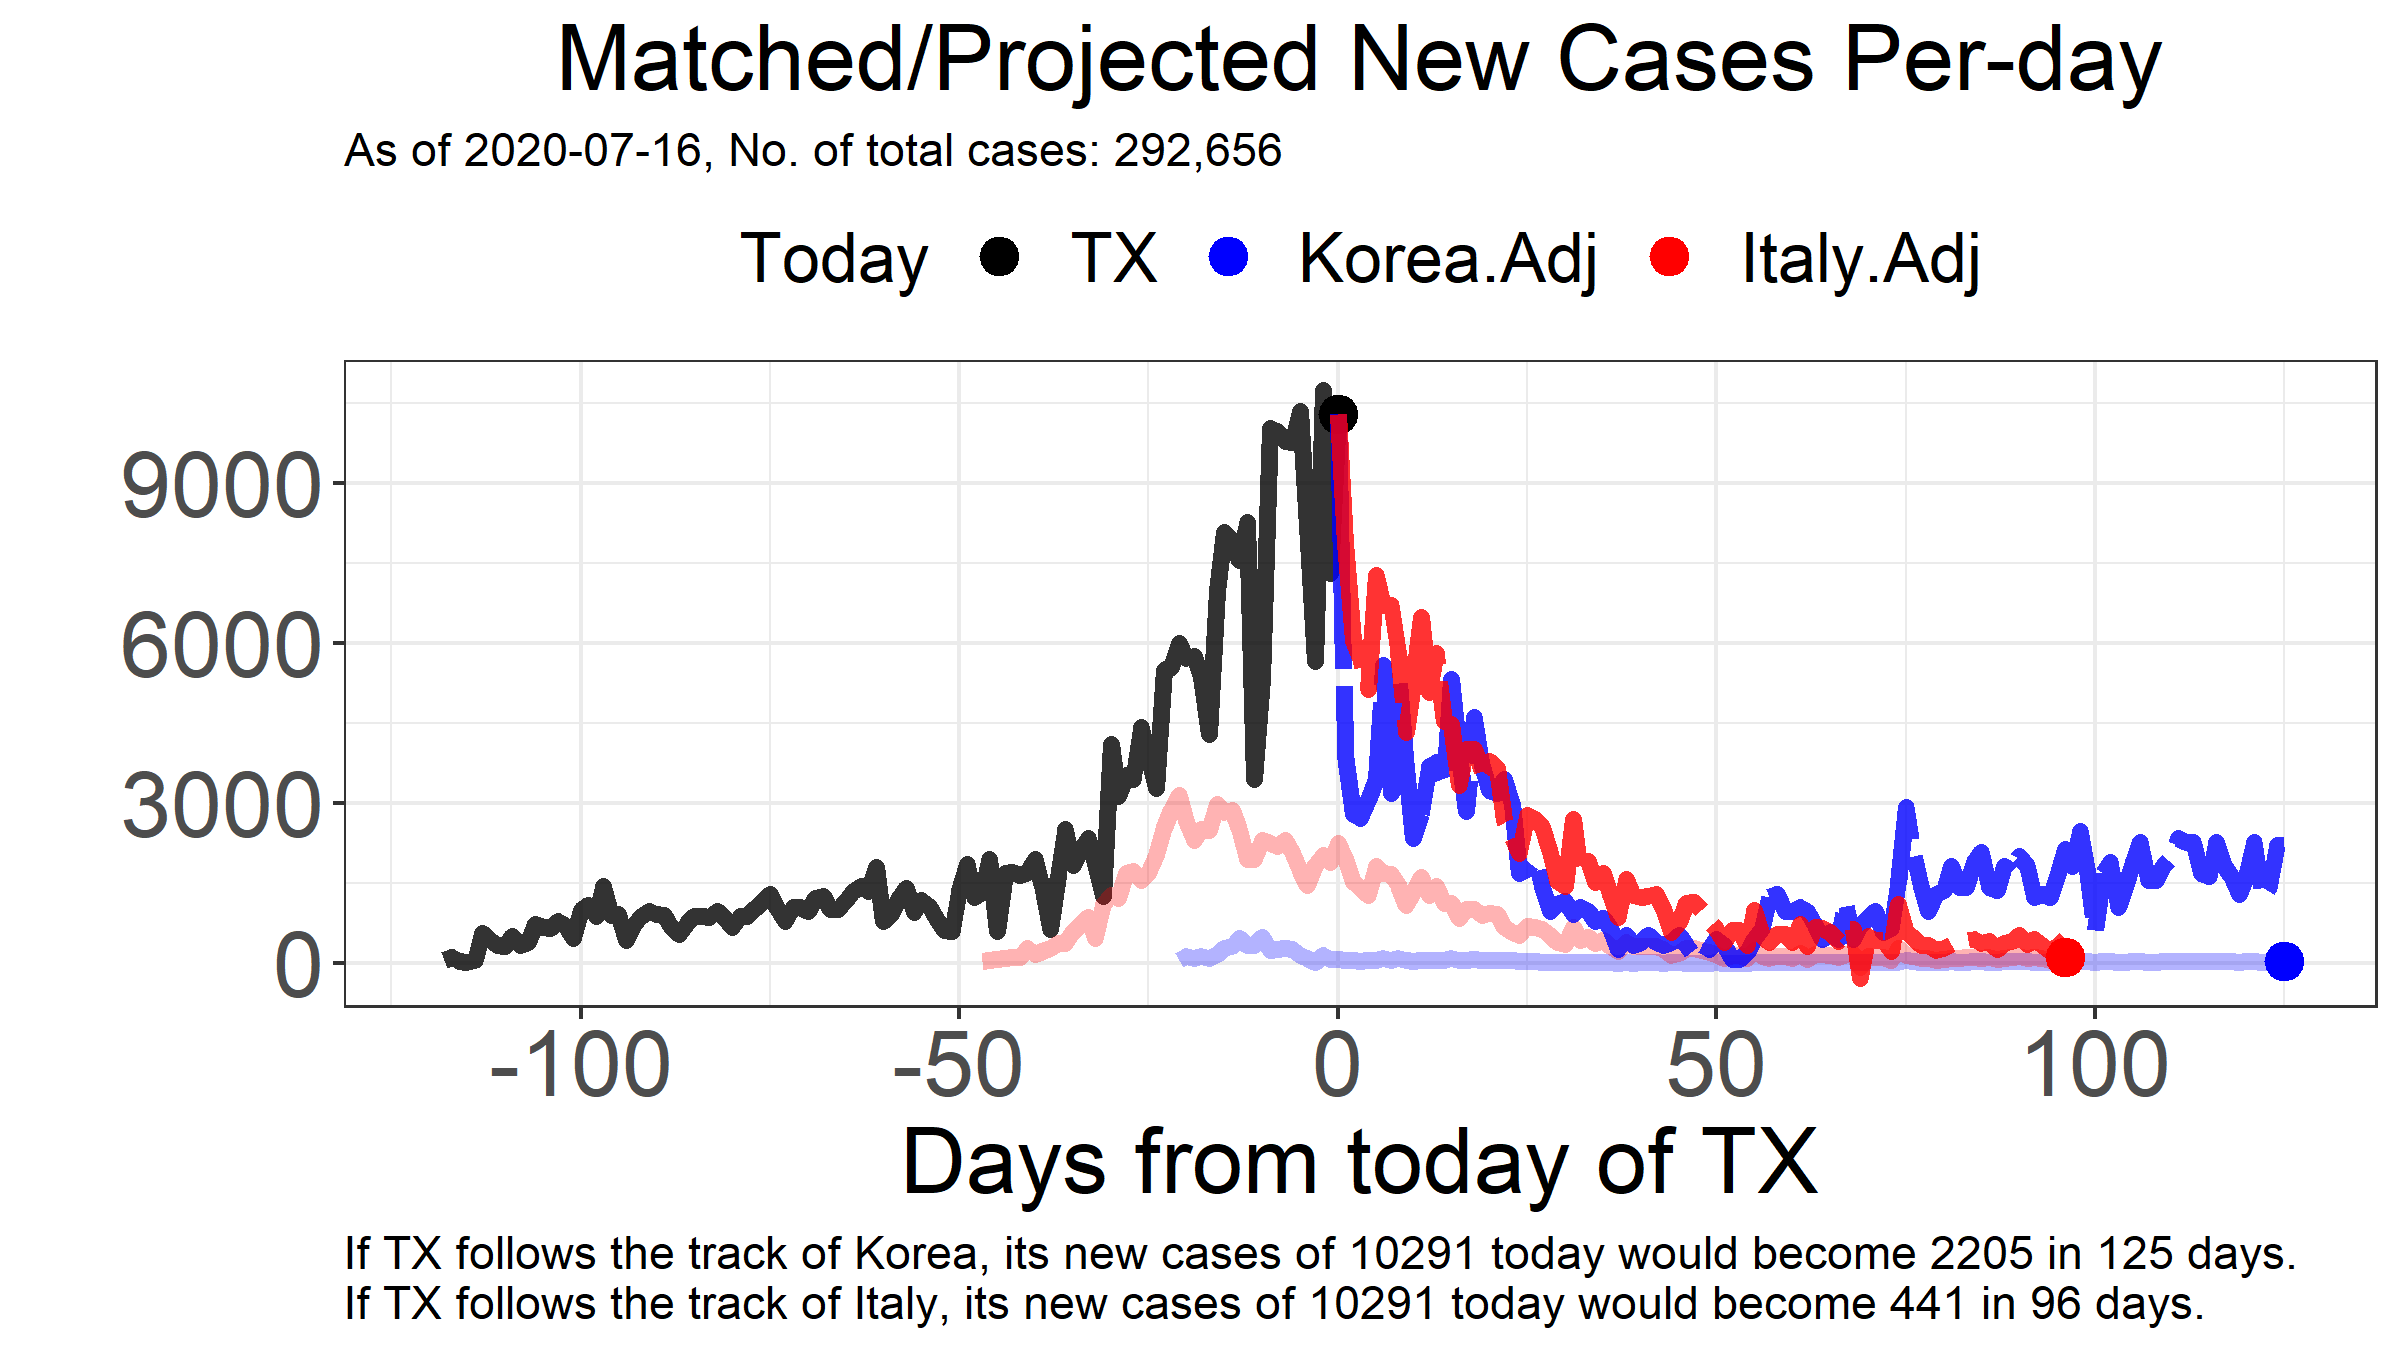 Matched/Projected New Cases Per-day
As of 2020-07-16, No. of total cases: 292,656
Today TX Korea.Adj Italy.Adj
9000
6000
3000
0
-100 -50 0 50 100
Days from today of TX
If TX follows the track of Korea, its new cases of 10291 today would become 2205 in 125 days.
If TX follows the track of Italy, its new cases of 10291 today would become 441 in 96 days.